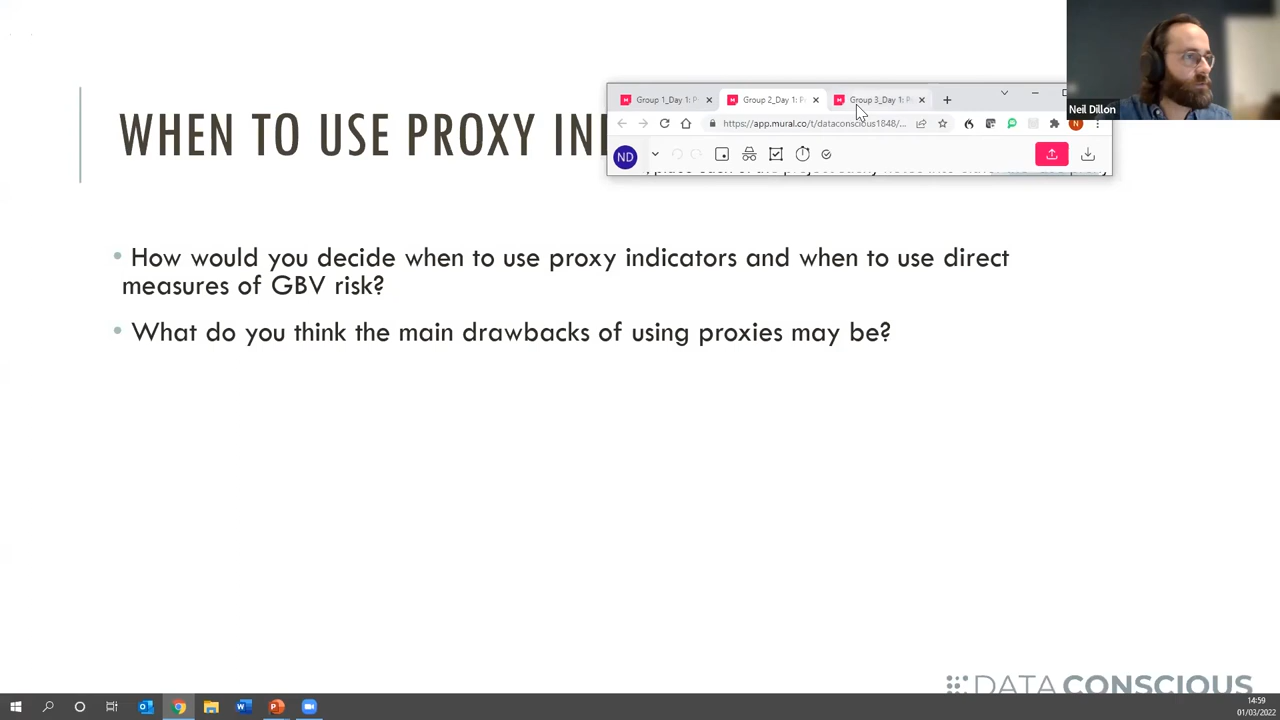 Group 1_Day 1: P
Group 2_Day 1: P
Group 3_Day 1: P
Neil Dillon
WHEN TO USE PROXY IN
https://app.mural.co/t/dataconscious1848/...
N
ND
• How would you decide when to use proxy indicators and when to use direct
measures of GBV risk?
• What do you think the main drawbacks of using proxies may be?
DATA CONSCIOUS
14:59
01/03/2022